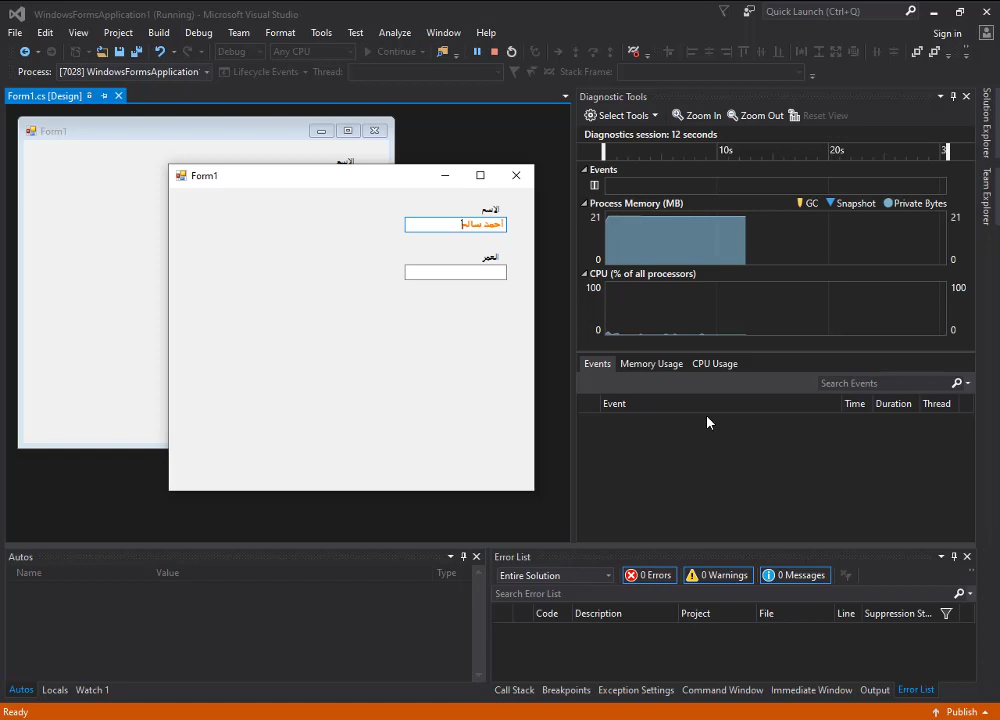 WindowsFormsApplication1 (Running) - Microsoft Visual Studio
Quick Launch (Ctrl+Q)
File Edit View Project Build Debug Team Format Tools Test Analyze Window Help
Sign in
Debug Any CPU Continue
Process: [7028] WindowsFormsApplication Lifecycle Events Thread: Stack Frame:
Form1.cs [Design]
Form1
الاسم
Form1
الاسم
أحمد سالم
العمر
Diagnostic Tools
Select Tools Zoom In Zoom Out Reset View
Diagnostics session: 12 seconds
10s 20s 3
Events
Process Memory (MB) GC Snapshot Private Bytes
21 21
0 0
CPU (% of all processors)
100 100
0 0
Events Memory Usage CPU Usage
Search Events
Event Time Duration Thread
Solution Explorer
Team Explorer
Autos
Name Value Type
Autos Locals Watch 1
Error List
Entire Solution 0 Errors 0 Warnings 0 Messages
Search Error List
Code Description Project File Line Suppression St...
Call Stack Breakpoints Exception Settings Command Window Immediate Window Output Error List
Ready
Publish